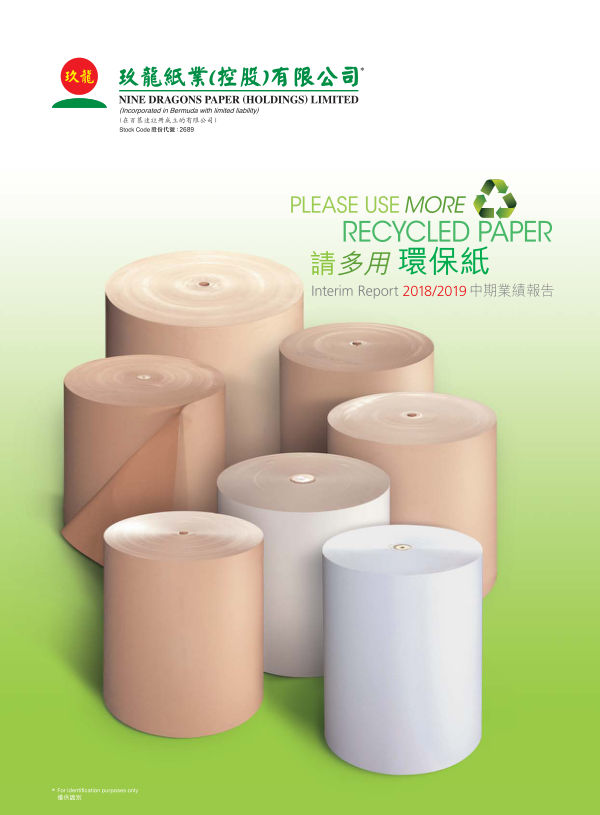 玖龍
玖龍紙業(控股)有限公司*
NINE DRAGONS PAPER (HOLDINGS) LIMITED
(Incorporated in Bermuda with limited liability)
(在百慕達註冊成立的有限公司)
Stock Code 股份代號 : 2689
PLEASE USE MORE
RECYCLED PAPER
請多用 環保紙
Interim Report 2018/2019 中期業績報告
* For identification purposes only
僅供識別